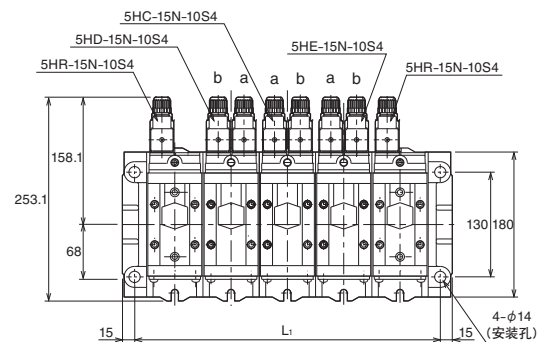 5HC-15N-10S4
5HD-15N-10S4
5HE-15N-10S4
5HR-15N-10S4
5HR-15N-10S4
b a a b a b
158.1
253.1
68
130
180
15
L1
15
4-φ14
(安装孔)